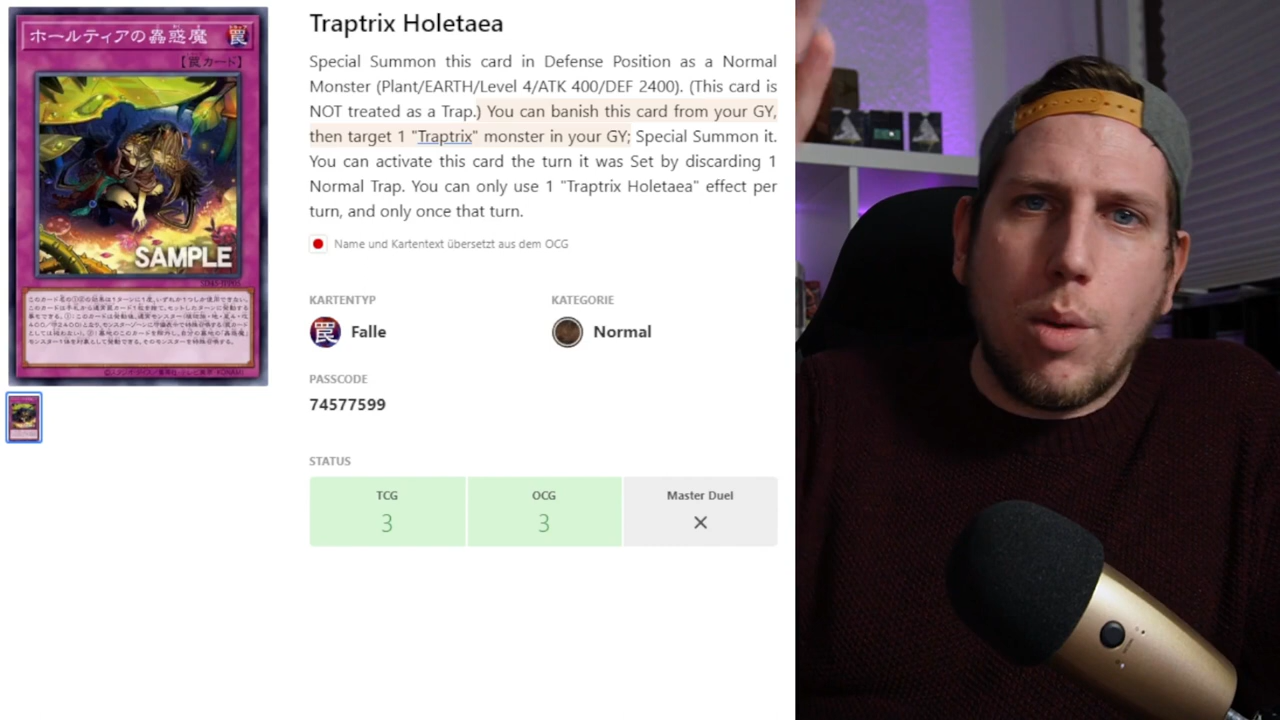 ホールティアの蟲惑魔
罠
【罠カード】
SAMPLE
Traptrix Holetaea
Special Summon this card in Defense Position as a Normal
Monster (Plant/EARTH/Level 4/ATK 400/DEF 2400). (This card is
NOT treated as a Trap.) You can banish this card from your GY,
then target 1 "Traptrix" monster in your GY; Special Summon it.
You can activate this card the turn it was Set by discarding 1
Normal Trap. You can only use 1 "Traptrix Holetaea" effect per
turn, and only once that turn.
Name und Kartentext übersetzt aus dem OCG
KARTENTYP
罠 Falle
KATEGORIE
Normal
PASSCODE
74577599
STATUS
TCG
3
OCG
3
Master Duel
×